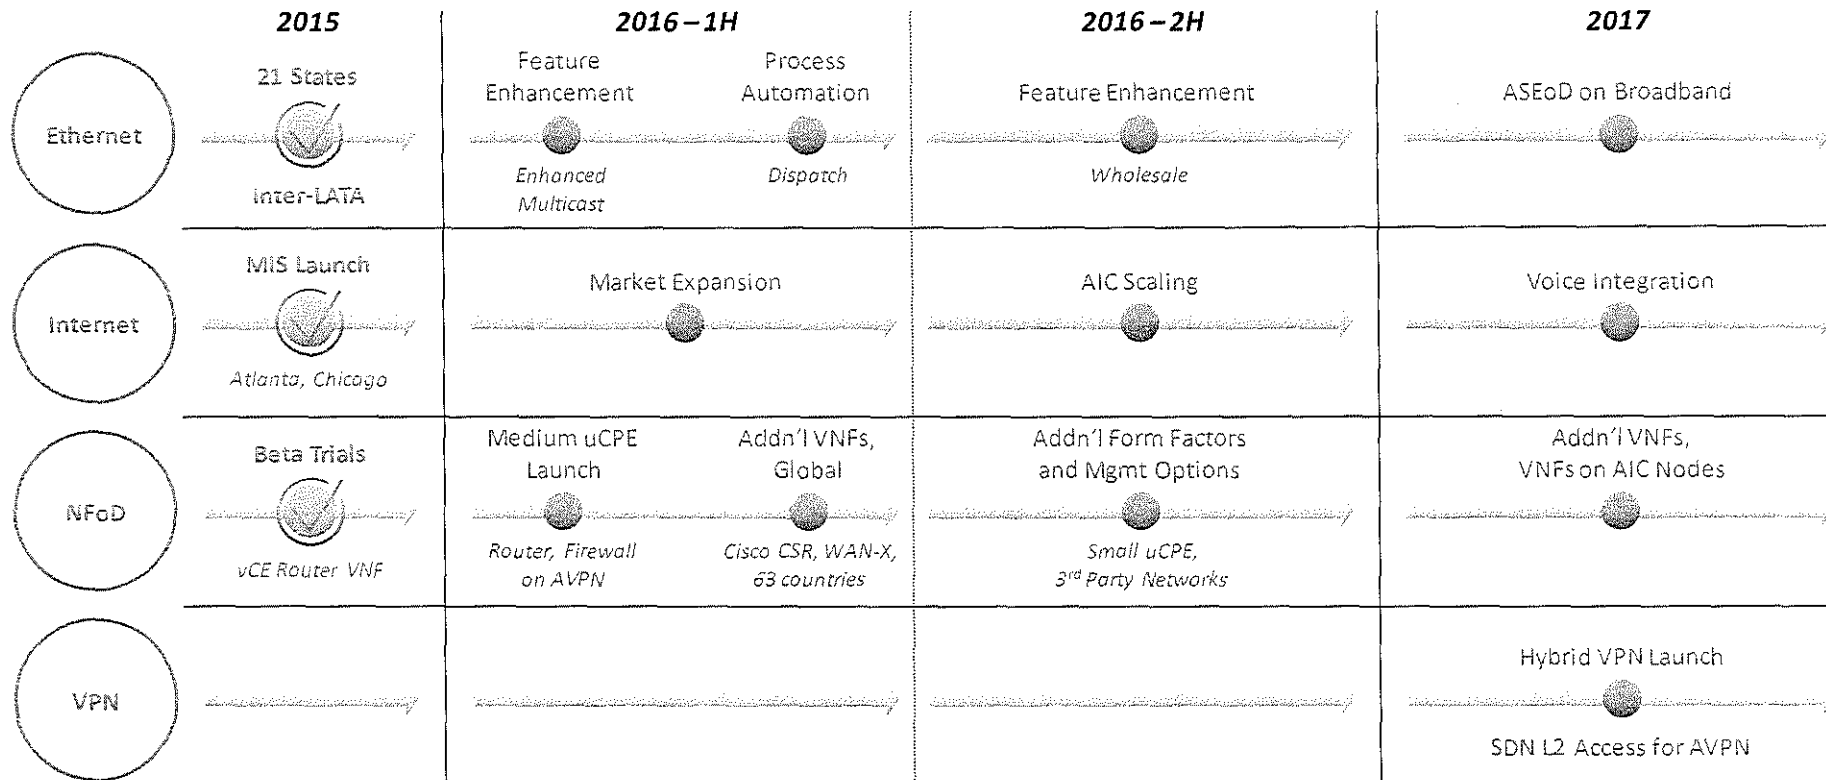 2015
2016–1H
2016–2H
2017
Ethernet
21 States
Inter-LATA
Feature
Enhancement
Enhanced
Multicast
Process
Automation
Dispatch
Feature Enhancement
Wholesale
ASEoD on Broadband
Internet
MIS Launch
Atlanta, Chicago
Market Expansion
AIC Scaling
Voice Integration
NFoD
Beta Trials
vCE Router VNF
Medium uCPE
Launch
Router, Firewall
on AVPN
Addn'l VNFs,
Global
Cisco CSR, WAN-X,
63 countries
Addn'l Form Factors
and Mgmt Options
Small uCPE,
3rd Party Networks
Addn'l VNFs,
VNFs on AIC Nodes
VPN
Hybrid VPN Launch
SDN L2 Access for AVPN